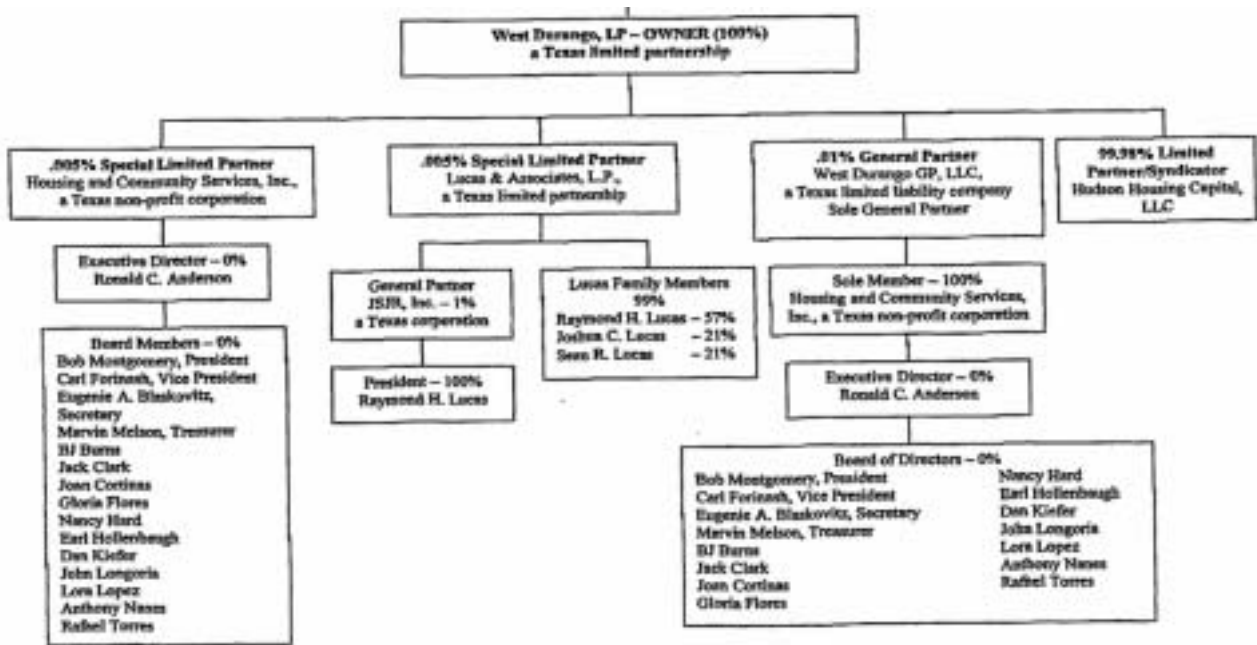 West Durango, LP – OWNER (100%)
a Texas limited partnership
.005% Special Limited Partner
Housing and Community Services, Inc.,
a Texas non-profit corporation
.005% Special Limited Partner
Lucas & Associates, L.P.,
a Texas limited partnership
.01% General Partner
West Durango GP, LLC,
a Texas limited liability company
Sole General Partner
99.98% Limited
Partner/Syndicator
Hudson Housing Capital,
LLC
Executive Director – 0%
Ronald C. Anderson
General Partner
JSJR, Inc. – 1%
a Texas corporation
Lucas Family Members
99%
Raymond H. Lucas – 57%
Joshua C. Lucas – 21%
Sean R. Lucas – 21%
Sole Member – 100%
Housing and Community Services,
Inc., a Texas non-profit corporation
Board Members – 0%
Bob Montgomery, President
Carl Forinash, Vice President
Eugenie A. Blaskovitz,
Secretary
Marvin Melson, Treasurer
BJ Burns
Jack Clark
Joan Cortinas
Gloria Flores
Nancy Hard
Earl Hollenbaugh
Dan Kiefer
John Longoria
Lora Lopez
Anthony Nanes
Rafael Torres
President – 100%
Raymond H. Lucas
Executive Director – 0%
Ronald C. Anderson
Board of Directors – 0%
Bob Montgomery, President
Carl Forinash, Vice President
Eugenie A. Blaskovitz, Secretary
Marvin Melson, Treasurer
BJ Burns
Jack Clark
Joan Cortinas
Gloria Flores
Nancy Hard
Earl Hollenbaugh
Dan Kiefer
John Longoria
Lora Lopez
Anthony Nanes
Rafael Torres